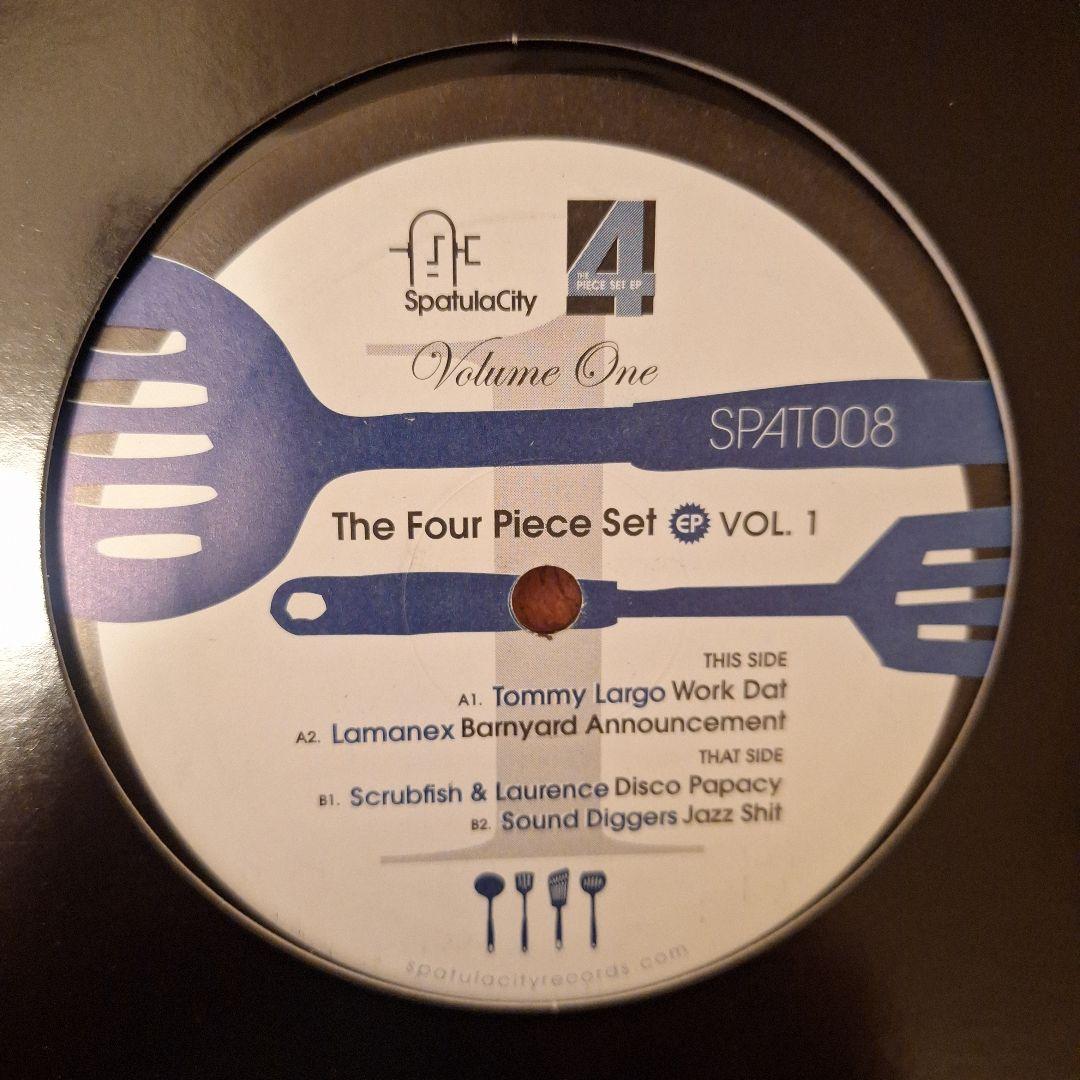 SC
SpatulaCity
4
THE
PIECE SET EP
Volume One
SPAT008
The Four Piece Set EP VOL. 1
THIS SIDE
A1. Tommy Largo Work Dat
A2. Lamanex Barnyard Announcement
THAT SIDE
B1. Scrubfish & Laurence Disco Papacy
B2. Sound Diggers Jazz Shit
1
spatulacityrecords.com